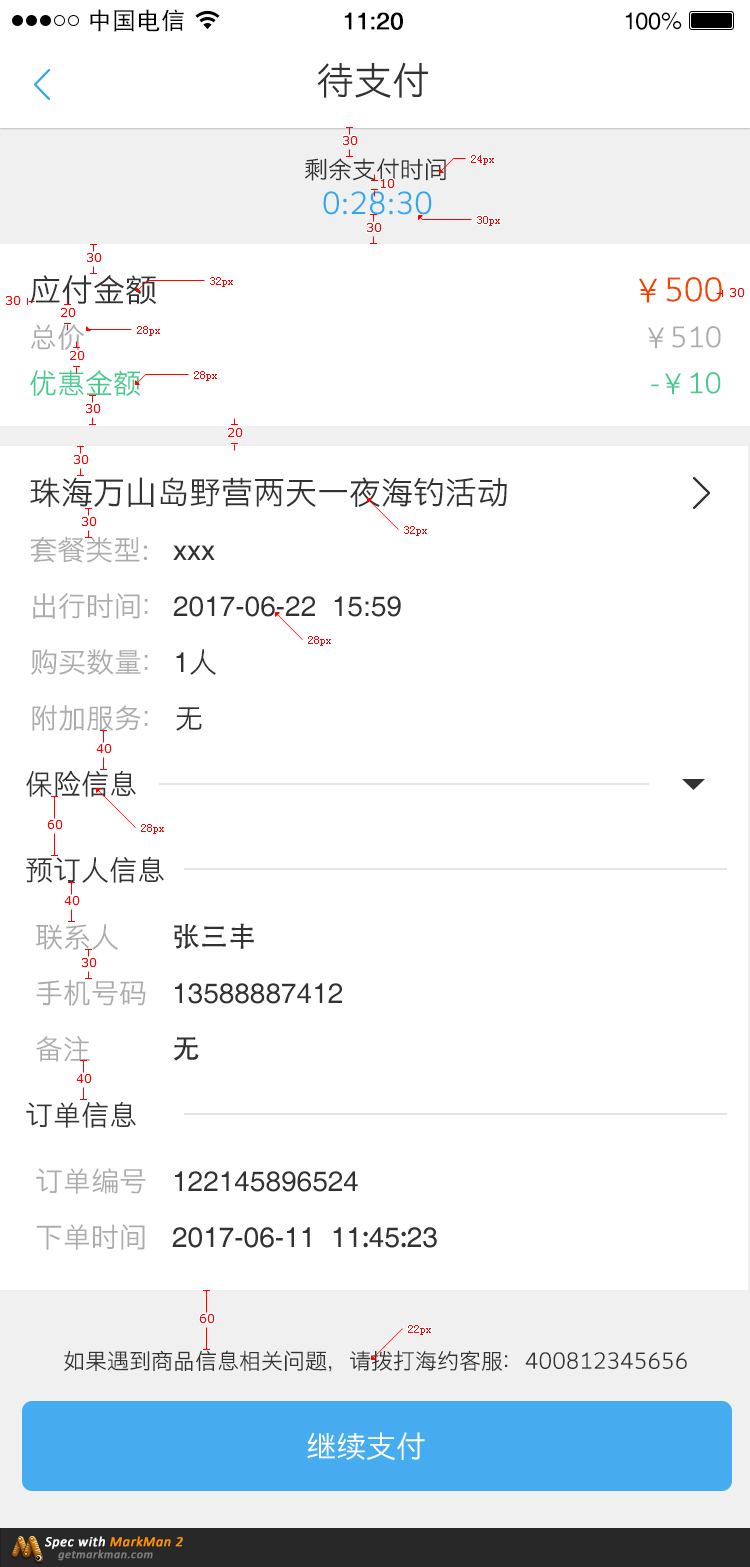 中国电信 11:20 100%
待支付
30
剩余支付时间 24px
10
0:28:30
30px
30
30
应付金额 32px ￥500
30 30
20
总价 28px ￥510
20
优惠金额 28px -￥10
30
20
30
珠海万山岛野营两天一夜海钓活动
30
32px
套餐类型: xxx
出行时间: 2017-06-22 15:59
28px
购买数量: 1人
附加服务: 无
40
保险信息
28px
60
预订人信息
40
联系人 张三丰
30
手机号码 13588887412
备注 无
40
订单信息
订单编号 122145896524
下单时间 2017-06-11 11:45:23
60
22px
如果遇到商品信息相关问题，请拨打海约客服：400812345656
继续支付
Spec with MarkMan 2
getmarkman.com